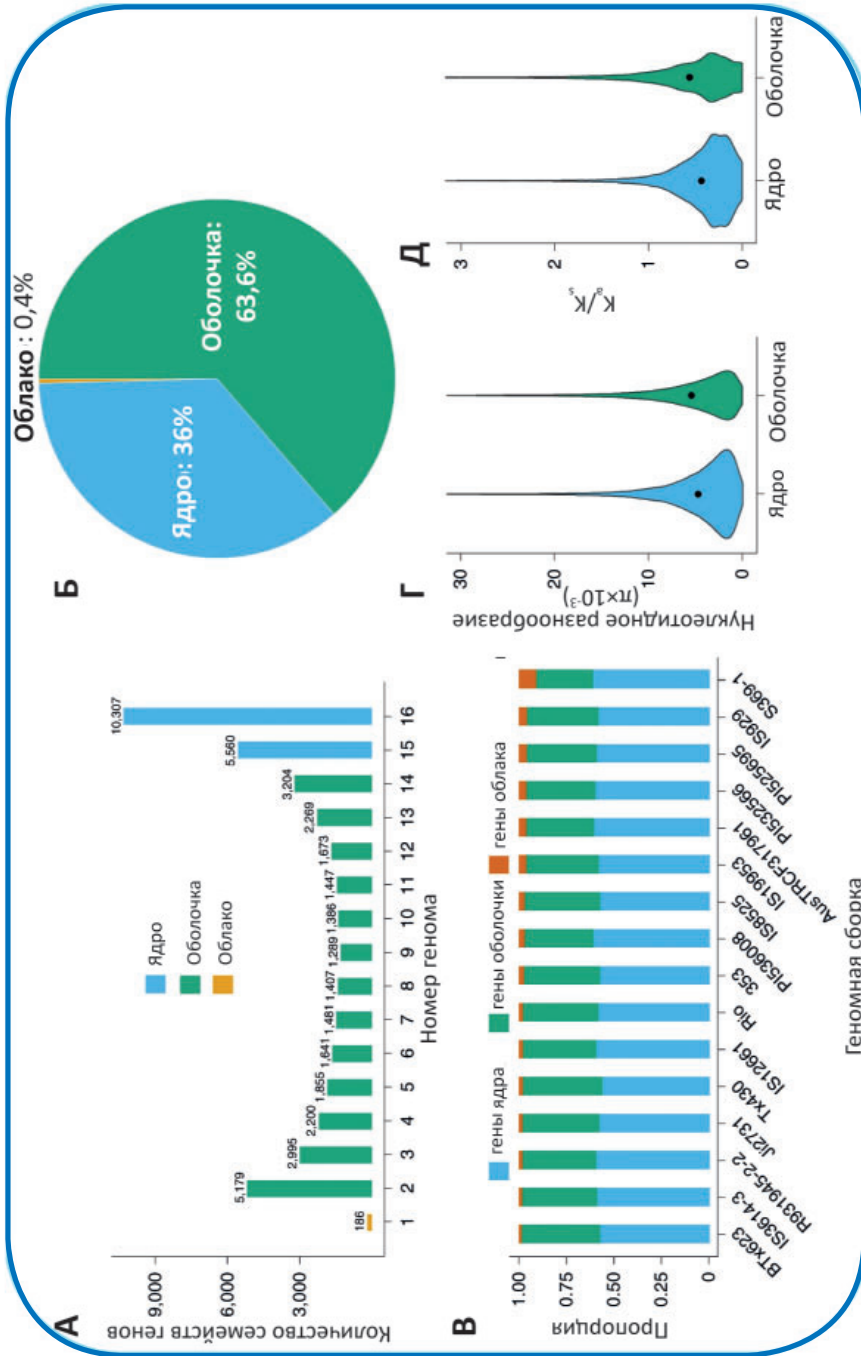 А
Количество семейств генов
9,000
6,000
3,000
186
5,179
2,995
2,200
1,855
1,641
1,481
1,407
1,289
1,386
1,447
1,673
2,269
3,204
5,560
10,307
Ядро
Оболочка
Облако
1 2 3 4 5 6 7 8 9 10 11 12 13 14 15 16
Номер генома
Б
Облако: 0,4%
Ядро: 36%
Оболочка:
63,6%
В
гены ядра
гены оболочки
гены облака
Пропорция
1.00
0.75
0.50
0.25
0
BTx623
IS3614-3
R931945-2-2
Ji2731
Tx430
IS12661
Rio
353
PI536008
IS8525
IS19953
AusTRCF317961
PI532566
PI525695
IS929
S369-1
Геномная сборка
Г
Нуклеотидное разнообразие
(π×10-3)
30
10
0
Ядро
Оболочка
Д
Ka/Ks
3
1
0
Ядро
Оболочка